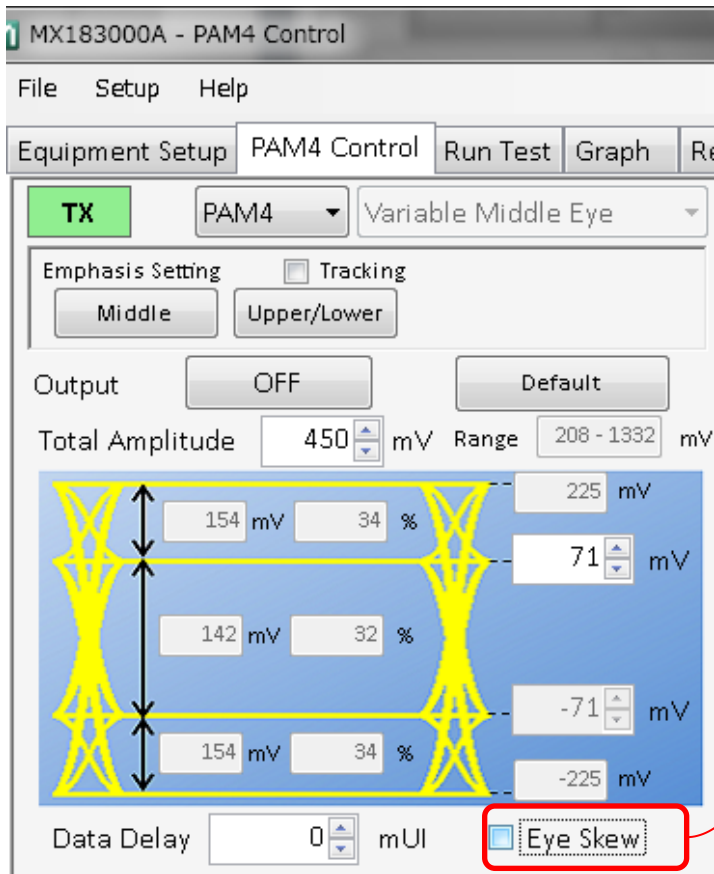 MX183000A - PAM4 Control
File Setup Help
Equipment Setup PAM4 Control Run Test Graph
TX PAM4 Variable Middle Eye
Emphasis Setting Tracking
Middle Upper/Lower
Output OFF Default
Total Amplitude 450 mV Range 208 - 1332 mV
225 mV
154 mV 34 %
71 mV
142 mV 32 %
-71 mV
154 mV 34 %
-225 mV
Data Delay 0 mUI Eye Skew